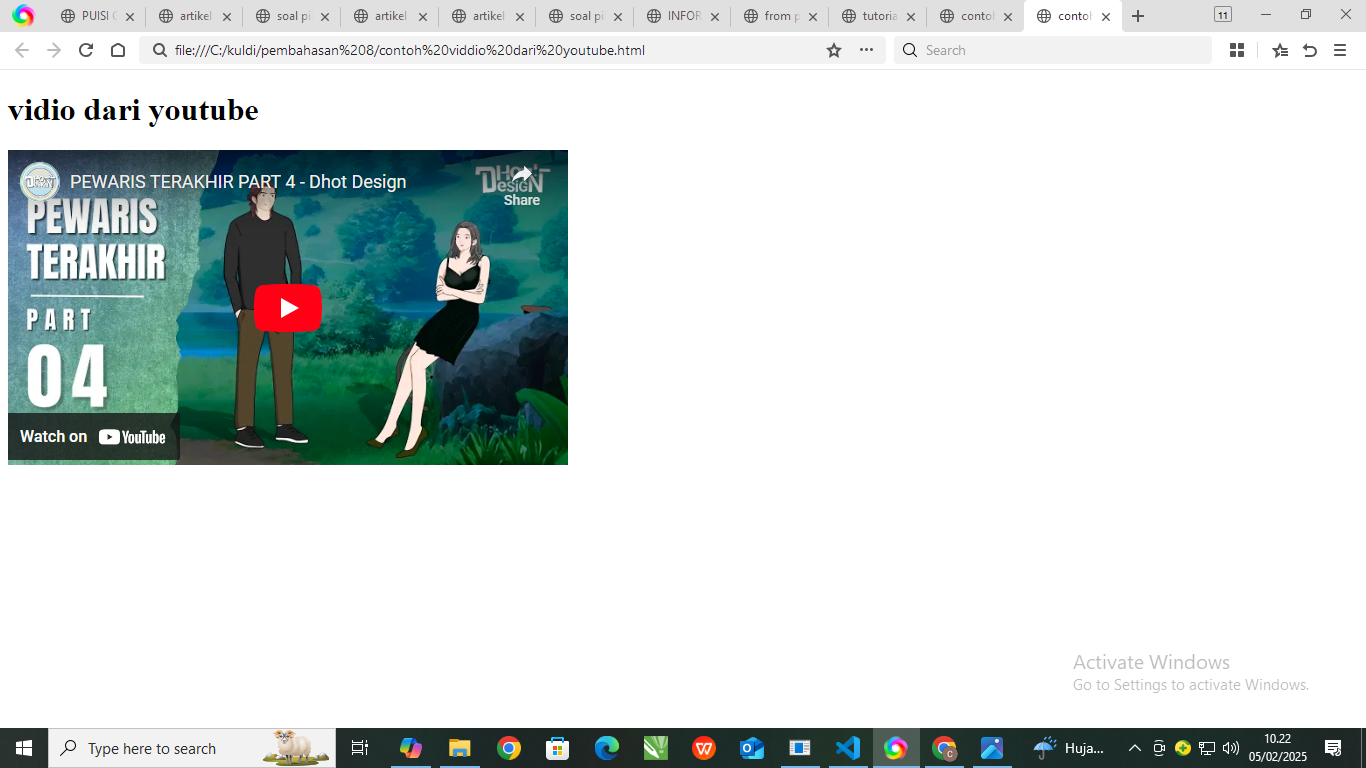 PUISI C
artikel
soal pi
artikel
artikel
soal pi
INFOR
from p
tutoria
contol
contol
11
file:///C:/kuldi/pembahasan%208/contoh%20viddio%20dari%20youtube.html
Search
vidio dari youtube
PEWARIS TERAKHIR PART 4 - Dhot Design
DHOT DESIGN
Share
PEWARIS
TERAKHIR
PART
04
Watch on YouTube
Activate Windows
Go to Settings to activate Windows.
Type here to search
Huja...
10.22
05/02/2025